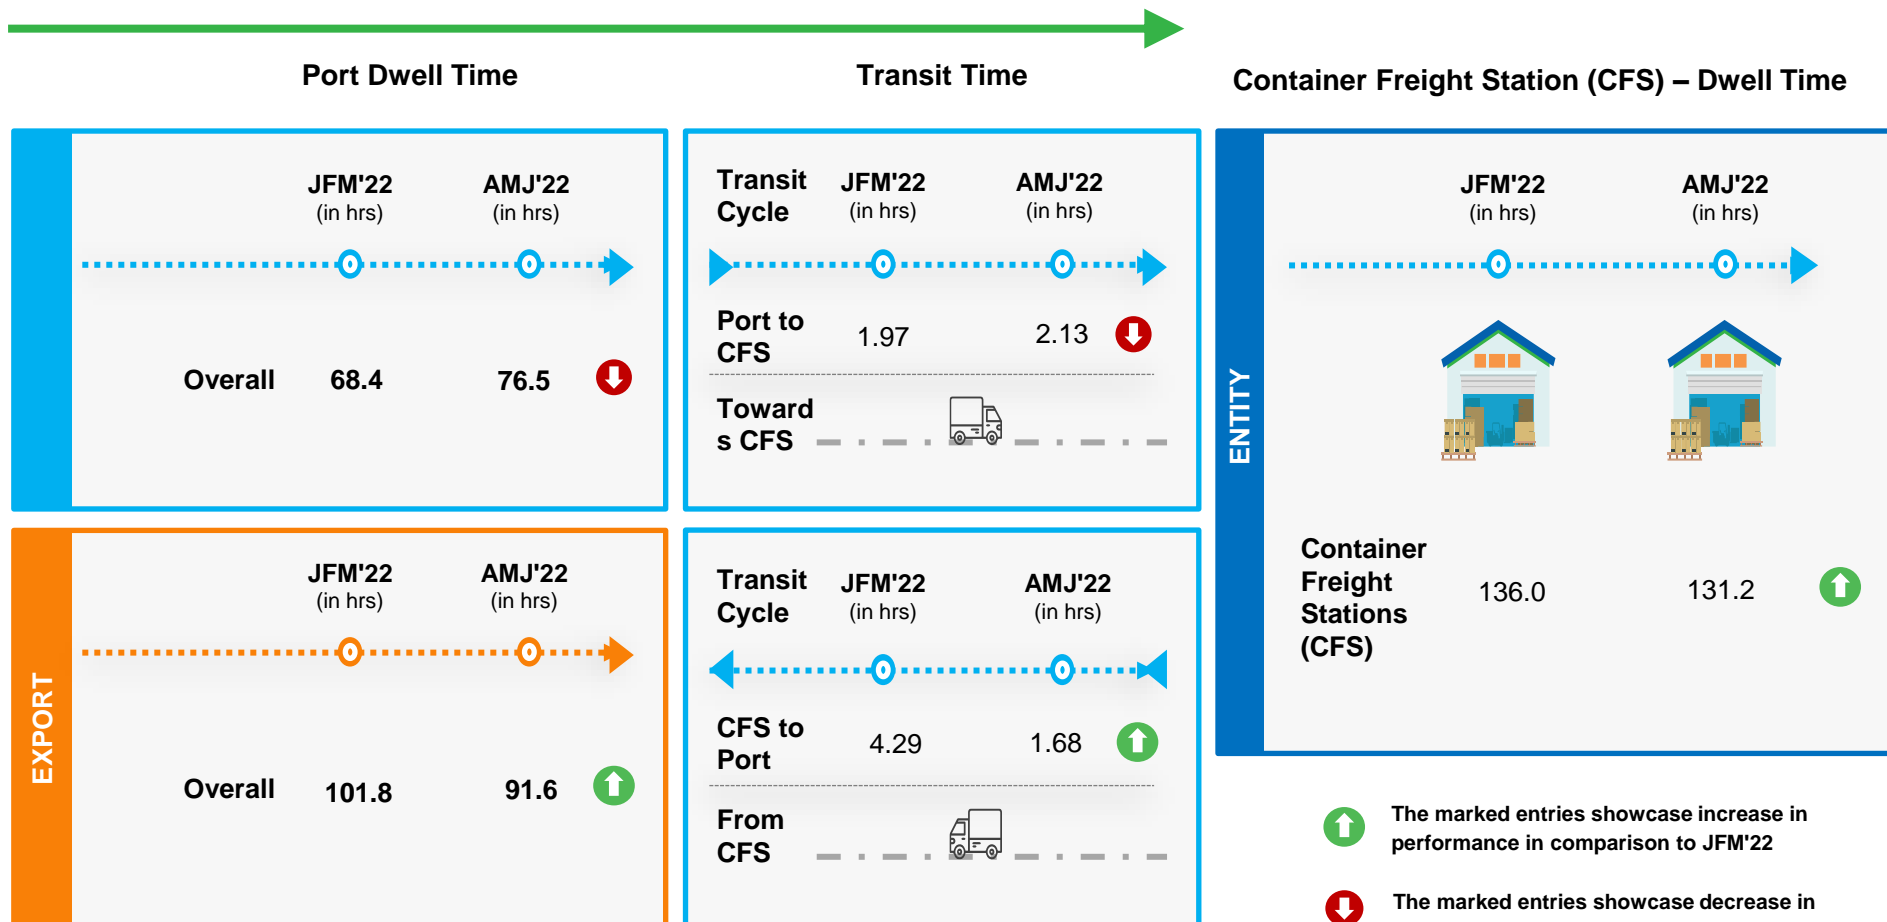 Port Dwell Time
Transit Time
Container Freight Station (CFS) – Dwell Time
JFM'22
AMJ'22
(in hrs)
(in hrs)
Overall
68.4
76.5
Transit
Cycle
JFM'22
AMJ'22
(in hrs)
(in hrs)
Port to
CFS
1.97
2.13
Toward
s CFS
ENTITY
JFM'22
AMJ'22
(in hrs)
(in hrs)
Container
Freight
Stations
(CFS)
136.0
131.2
EXPORT
JFM'22
AMJ'22
(in hrs)
(in hrs)
Overall
101.8
91.6
Transit
Cycle
JFM'22
AMJ'22
(in hrs)
(in hrs)
CFS to
Port
4.29
1.68
From
CFS
The marked entries showcase increase in
performance in comparison to JFM'22
The marked entries showcase decrease in